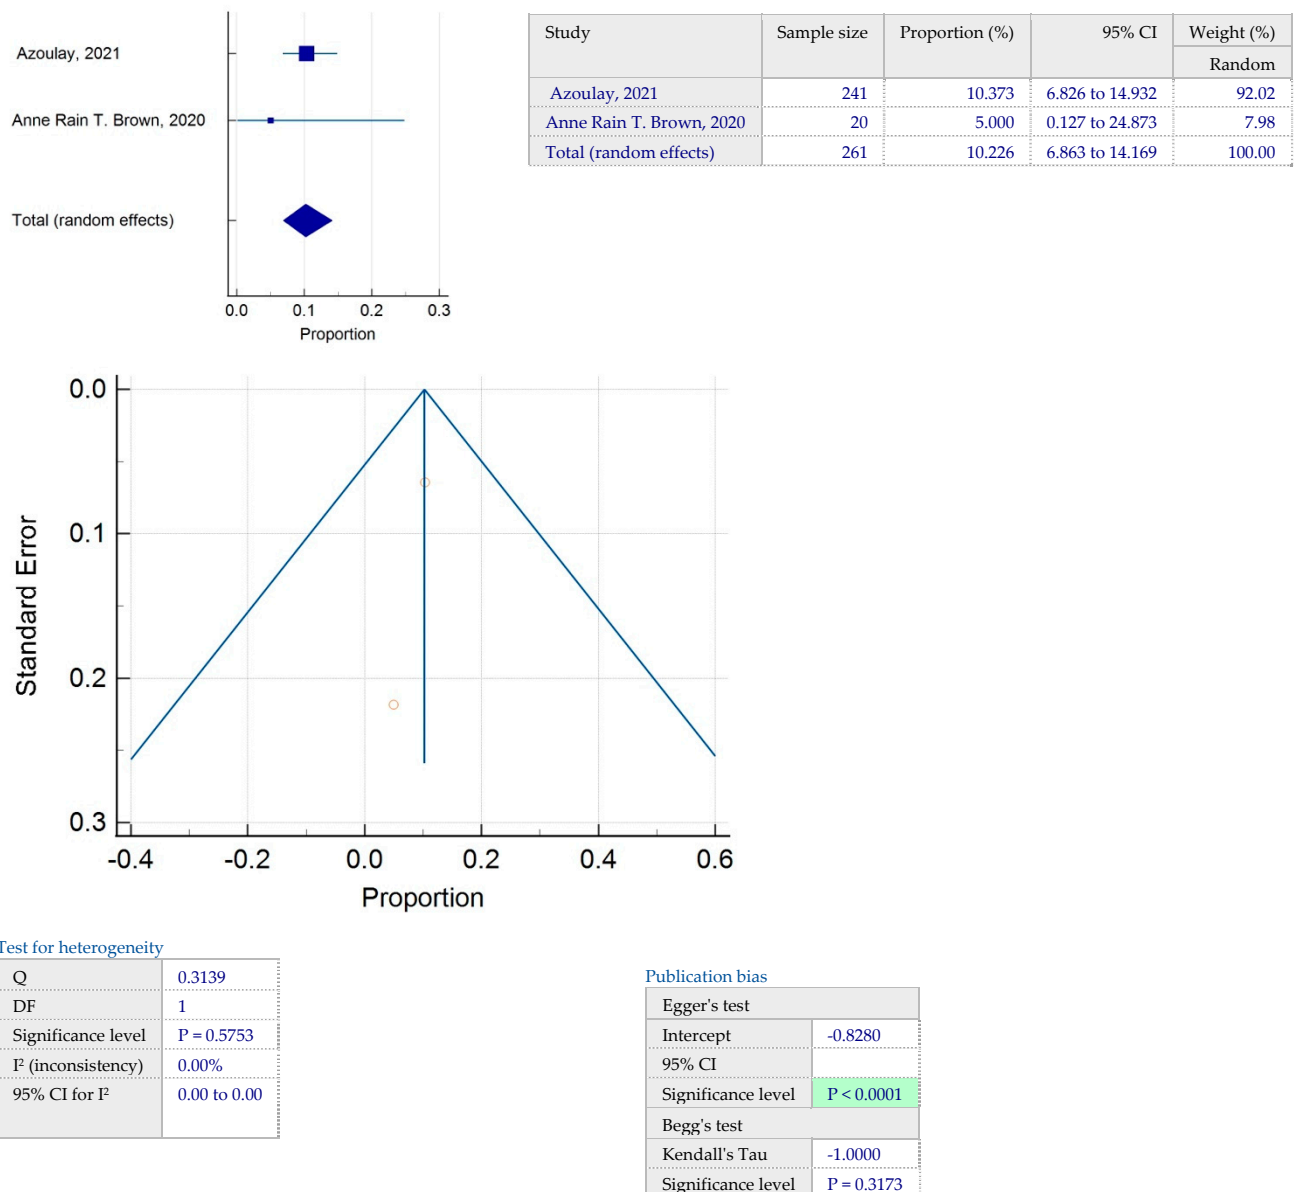 Azoulay, 2021
Anne Rain T. Brown, 2020
Total (random effects)
0.0 0.1 0.2 0.3
Proportion
Study Sample size Proportion (%) 95% CI Weight (%)
Random
Azoulay, 2021 241 10.373 6.826 to 14.932 92.02
Anne Rain T. Brown, 2020 20 5.000 0.127 to 24.873 7.98
Total (random effects) 261 10.226 6.863 to 14.169 100.00
0.0
0.1
0.2
0.3
Standard Error
-0.4 -0.2 0.0 0.2 0.4 0.6
Proportion
Test for heterogeneity
Q 0.3139
DF 1
Significance level P = 0.5753
I² (inconsistency) 0.00%
95% CI for I² 0.00 to 0.00
Publication bias
Egger's test
Intercept -0.8280
95% CI
Significance level P < 0.0001
Begg's test
Kendall's Tau -1.0000
Significance level P = 0.3173